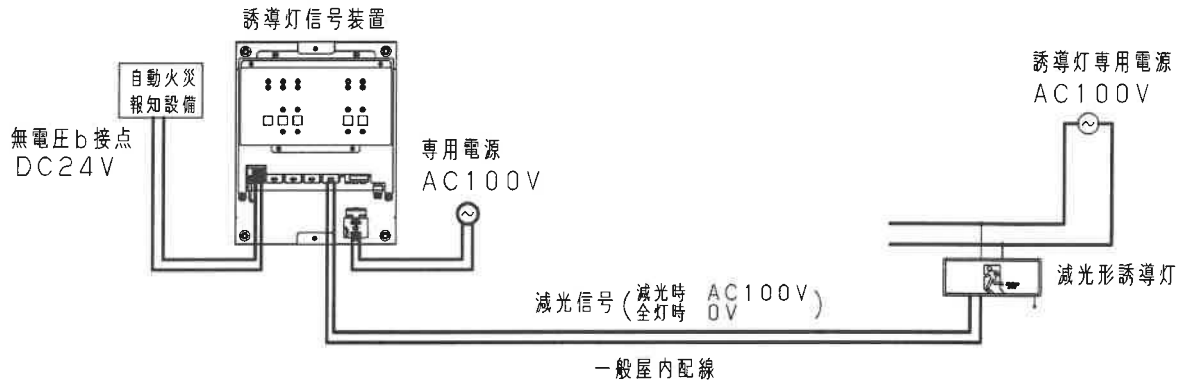 誘導灯信号装置
自動火災
報知設備
無電圧b接点
DC24V
専用電源
AC100V
誘導灯専用電源
AC100V
減光形誘導灯
減光信号(減光時 AC100V
全灯時 0V)
一般屋内配線